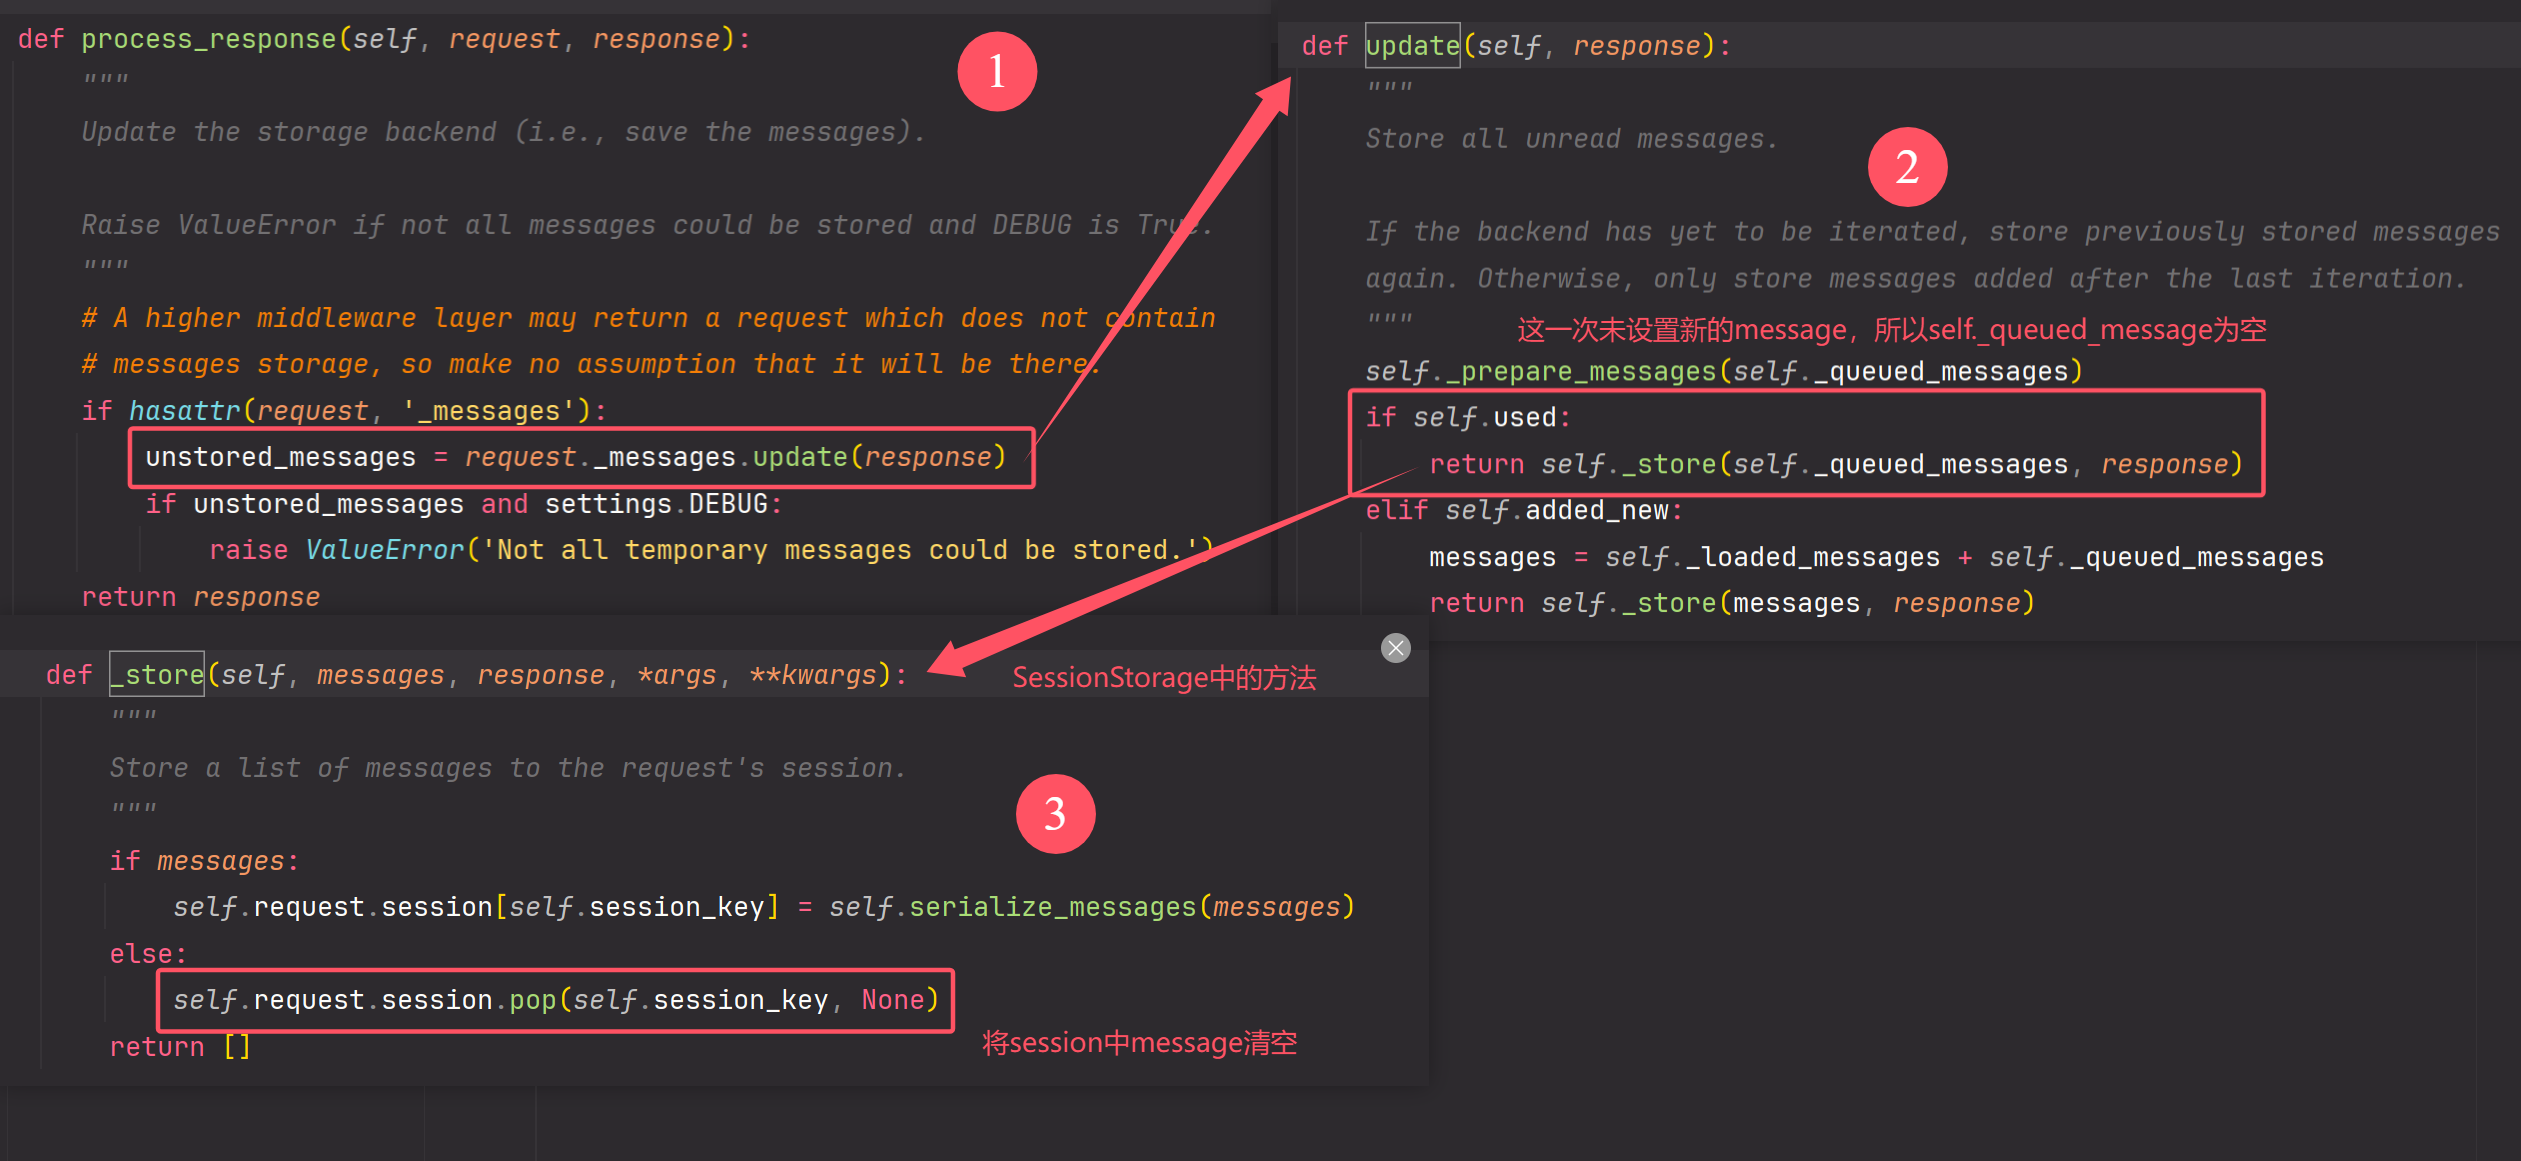 def process_response(self, request, response):
"""
Update the storage backend (i.e., save the messages).
Raise ValueError if not all messages could be stored and DEBUG is True.
"""
# A higher middleware layer may return a request which does not contain
# messages storage, so make no assumption that it will be there.
if hasattr(request, '_messages'):
unstored_messages = request._messages.update(response)
if unstored_messages and settings.DEBUG:
raise ValueError('Not all temporary messages could be stored.')
return response
1
def update(self, response):
"""
Store all unread messages.
2
If the backend has yet to be iterated, store previously stored messages
again. Otherwise, only store messages added after the last iteration.
"""
这一次未设置新的message，所以self._queued_message为空
self._prepare_messages(self._queued_messages)
if self.used:
return self._store(self._queued_messages, response)
elif self.added_new:
messages = self._loaded_messages + self._queued_messages
return self._store(messages, response)
def _store(self, messages, response, *args, **kwargs):
SessionStorage中的方法
"""
Store a list of messages to the request's session.
"""
3
if messages:
self.request.session[self.session_key] = self.serialize_messages(messages)
else:
self.request.session.pop(self.session_key, None)
return []
将session中message清空